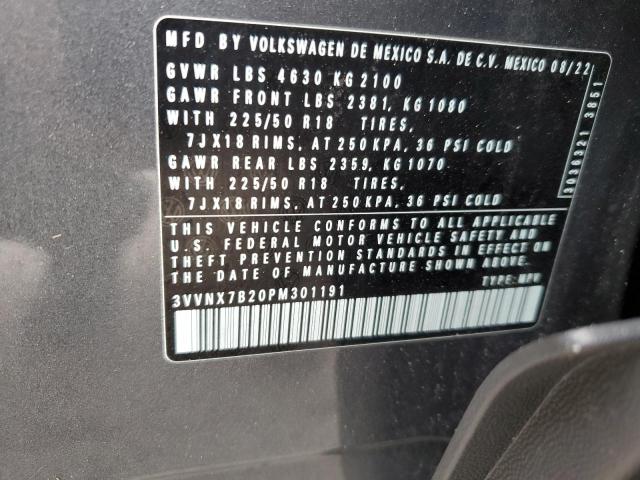 MFD BY VOLKSWAGEN DE MEXICO S.A. DE C.V. MEXICO 08/22
GVWR LBS 4630 KG 2100
GAWR FRONT LBS 2381, KG 1080
WITH 225/50 R18 TIRES,
7JX18 RIMS, AT 250 KPA, 36 PSI COLD
GAWR REAR LBS 2359, KG 1070
WITH 225/50 R18 TIRES,
7JX18 RIMS, AT 250 KPA, 36 PSI COLD
3036321 3851
THIS VEHICLE CONFORMS TO ALL APPLICABLE
U.S. FEDERAL MOTOR VEHICLE SAFETY AND
THEFT PREVENTION STANDARDS IN EFFECT ON
THE DATE OF MANUFACTURE SHOWN ABOVE
3VVNX7B20PM301191 TYPE: MPV